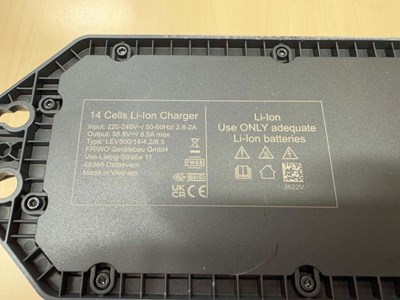 14 Cells Li-Ion Charger
Input: 220-240V~/ 50-60Hz/ 2.8-2A
Output: 58.8V⎓/ 8.5A max
Type: LEV500/14-4.2/8.5
FRIWO Gerätebau GmbH
Von-Liebig-Straße 11
48346 Ostbevern
Made in Vietnam
Li-Ion
Use ONLY adequate
Li-Ion batteries
2622V